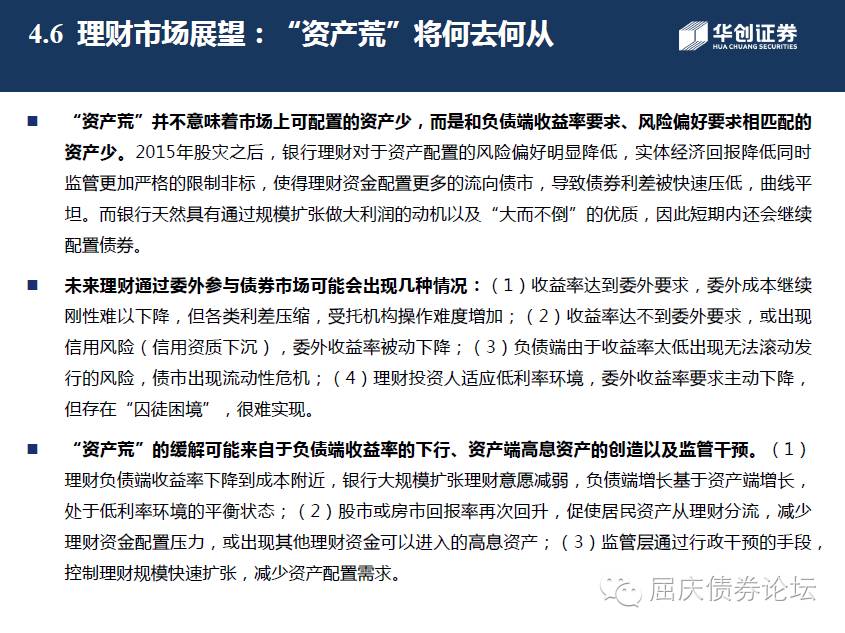 4.6 理财市场展望：“资产荒”将何去何从
华创证券
HUA CHUANG SECURITIES
“资产荒”并不意味着市场上可配置的资产少，而是和负债端收益率要求、风险偏好要求相匹配的
资产少。2015年股灾之后，银行理财对于资产配置的风险偏好明显降低，实体经济回报降低同时
监管更加严格的限制非标，使得理财资金配置更多的流向债市，导致债券利差被快速压低，曲线平
坦。而银行天然具有通过规模扩张做大利润的动机以及“大而不倒”的优质，因此短期内还会继续
配置债券。
未来理财通过委外参与债券市场可能会出现几种情况：（1）收益率达到委外要求，委外成本继续
刚性难以下降，但各类利差压缩，受托机构操作难度增加；（2）收益率达不到委外要求，或出现
信用风险（信用资质下沉），委外收益率被动下降；（3）负债端由于收益率太低出现无法滚动发
行的风险，债市出现流动性危机；（4）理财投资人适应低利率环境，委外收益率要求主动下降，
但存在“囚徒困境”，很难实现。
“资产荒”的缓解可能来自于负债端收益率的下行、资产端高息资产的创造以及监管干预。（1）
理财负债端收益率下降到成本附近，银行大规模扩张理财意愿减弱，负债端增长基于资产端增长，
处于低利率环境的平衡状态；（2）股市或房市回报率再次回升，促使居民资产从理财分流，减少
理财资金配置压力，或出现其他理财资金可以进入的高息资产；（3）监管层通过行政干预的手段，
控制理财规模快速扩张，减少资产配置需求。
屈庆债券论坛